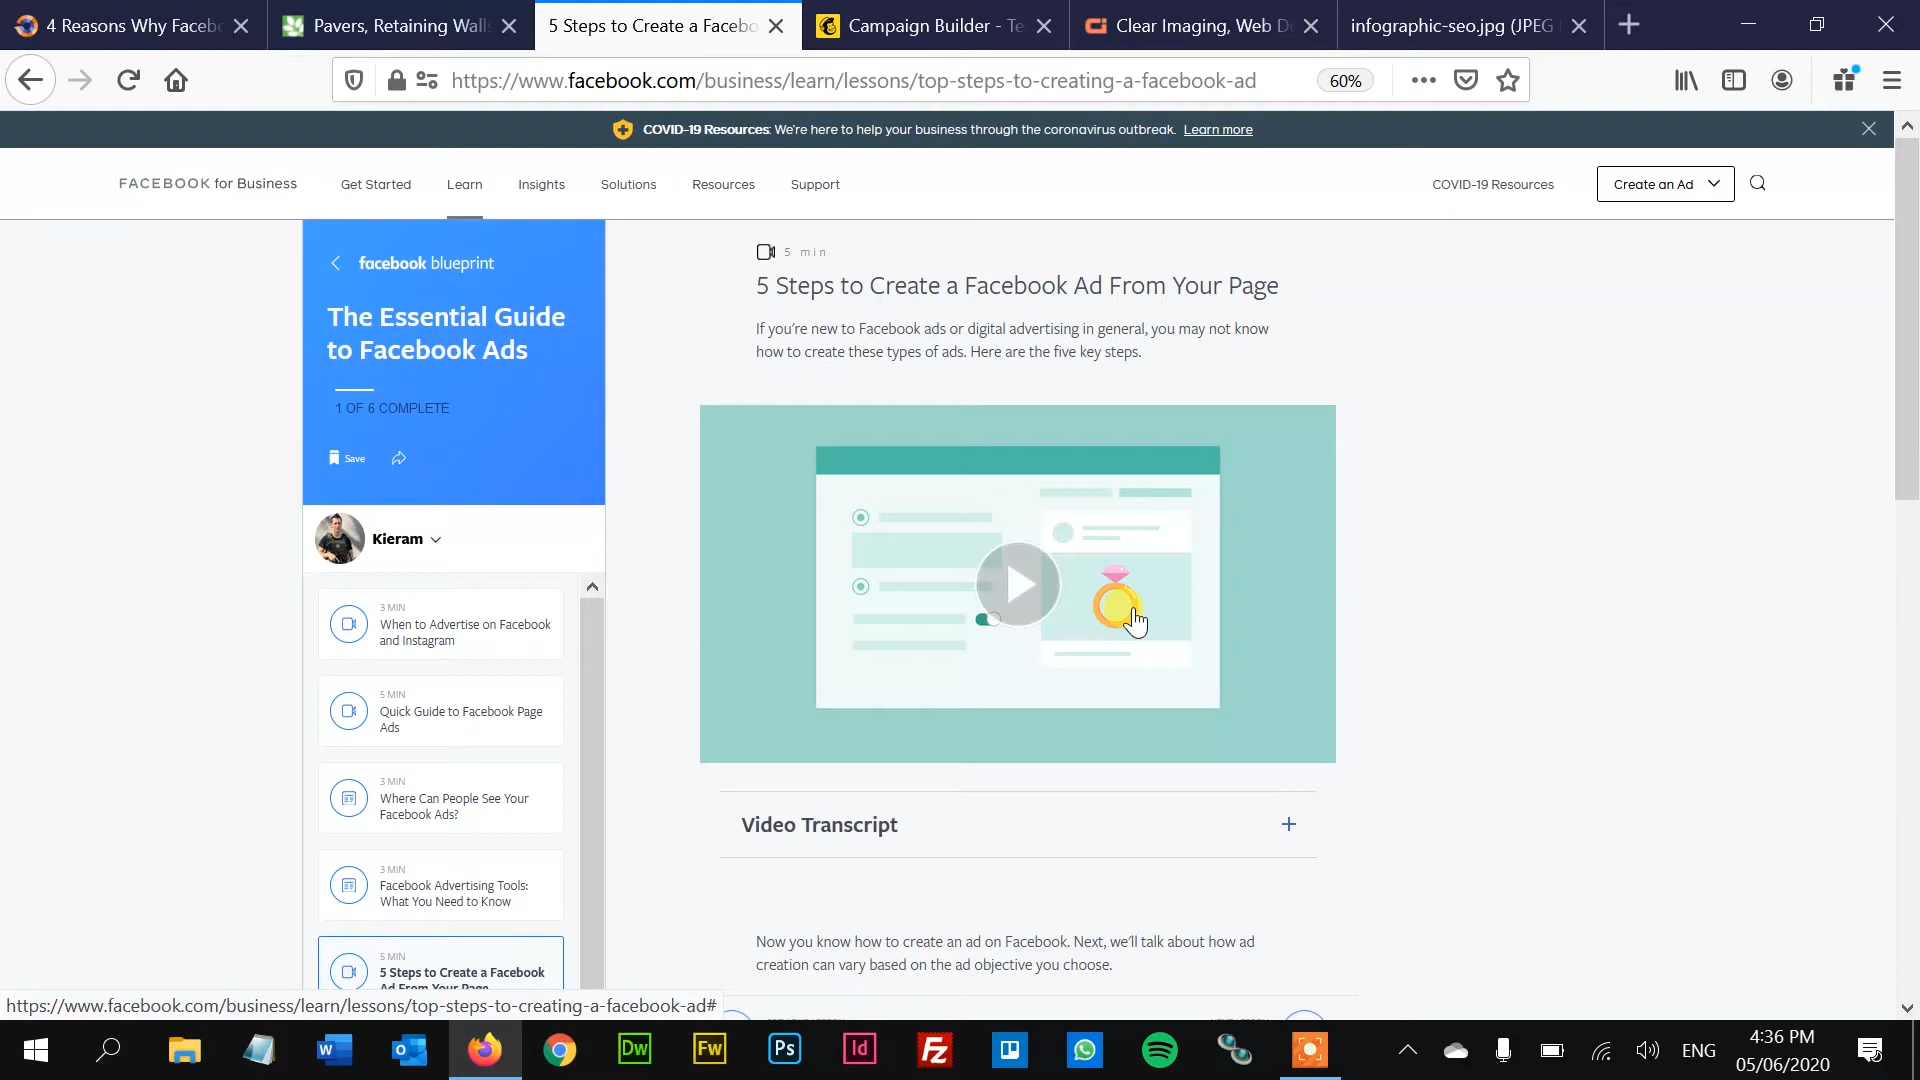 4 Reasons Why Faceb
Pavers, Retaining Walls
5 Steps to Create a Facebo
Campaign Builder - Te
Clear Imaging, Web D
infographic-seo.jpg (JPEG
https://www.facebook.com/business/learn/lessons/top-steps-to-creating-a-facebook-ad
60%
COVID-19 Resources: We're here to help your business through the coronavirus outbreak. Learn more
FACEBOOK for Business
Get Started
Learn
Insights
Solutions
Resources
Support
COVID-19 Resources
Create an Ad
facebook blueprint
The Essential Guide
to Facebook Ads
1 OF 6 COMPLETE
Save
Kieram
3 MIN
When to Advertise on Facebook
and Instagram
5 MIN
Quick Guide to Facebook Page
Ads
3 MIN
Where Can People See Your
Facebook Ads?
3 MIN
Facebook Advertising Tools:
What You Need to Know
5 MIN
5 Steps to Create a Facebook
Ad From Your Page
5 min
5 Steps to Create a Facebook Ad From Your Page
If you're new to Facebook ads or digital advertising in general, you may not know
how to create these types of ads. Here are the five key steps.
Video Transcript
Now you know how to create an ad on Facebook. Next, we'll talk about how ad
creation can vary based on the ad objective you choose.
https://www.facebook.com/business/learn/lessons/top-steps-to-creating-a-facebook-ad#
W
Dw
Fw
Ps
Id
Fz
ENG
4:36 PM
05/06/2020